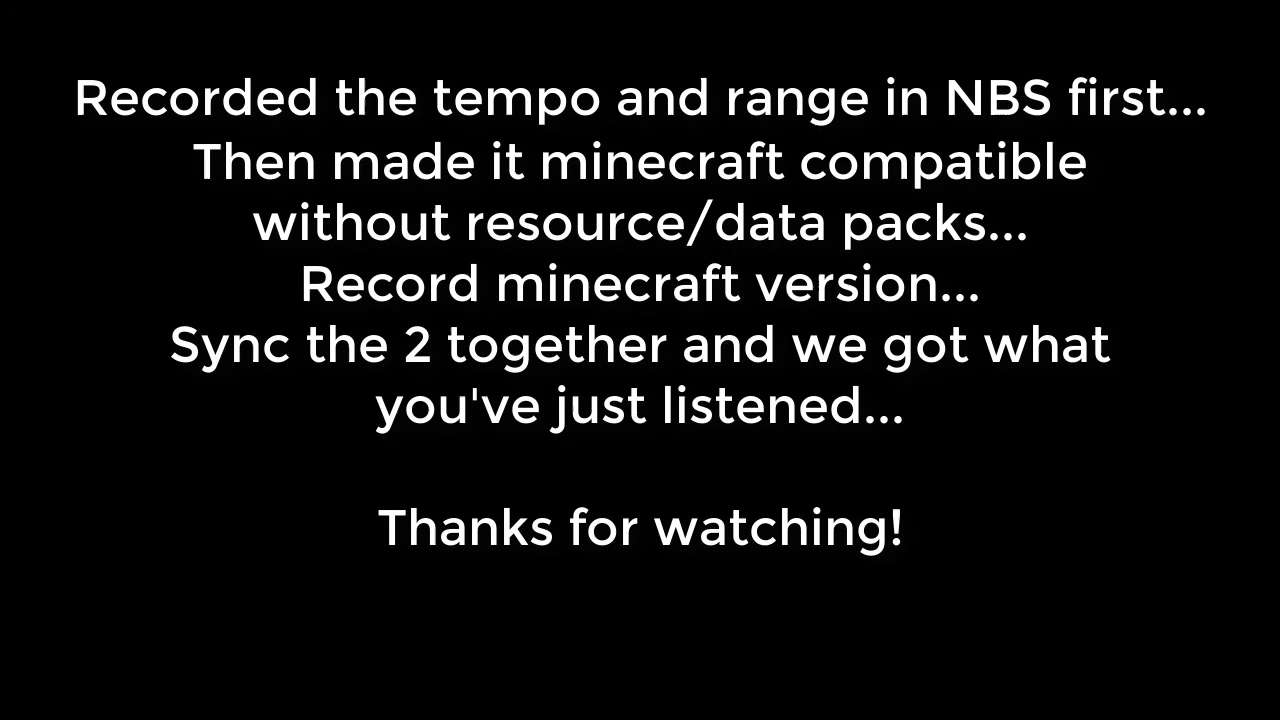 Recorded the tempo and range in NBS first...
Then made it minecraft compatible
without resource/data packs...
Record minecraft version...
Sync the 2 together and we got what
you've just listened...
Thanks for watching!